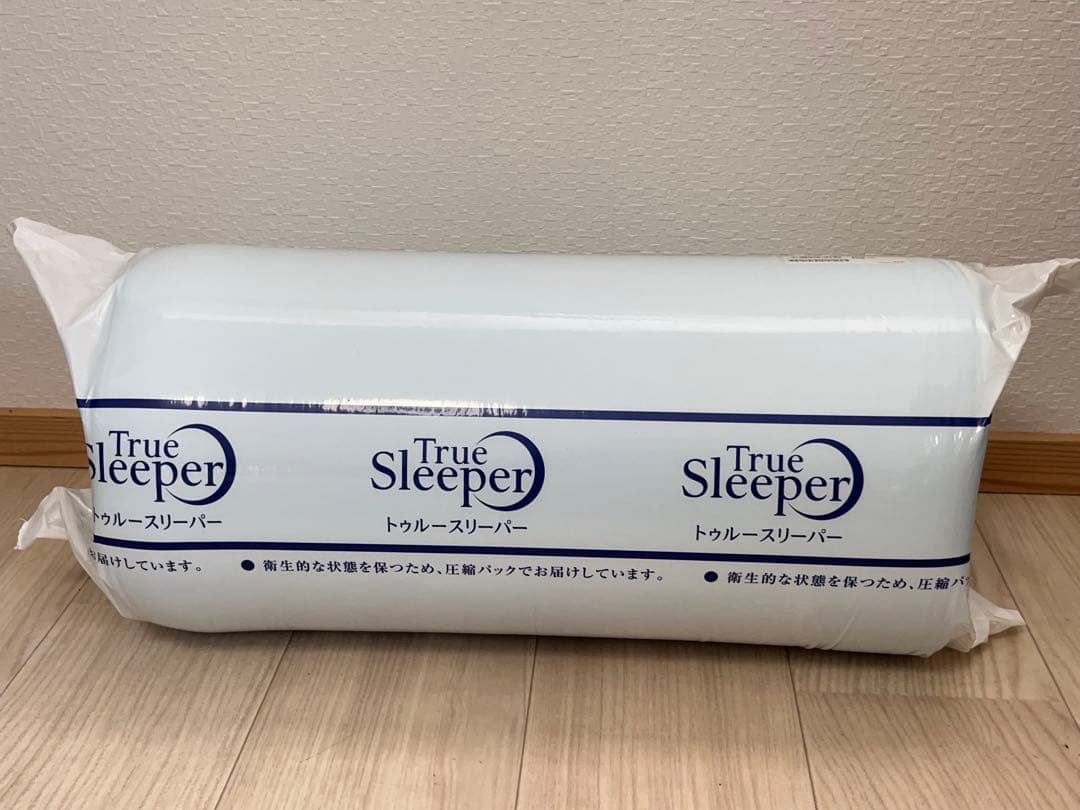 True
Sleeper
トゥルースリーパー
True
Sleeper
トゥルースリーパー
True
Sleeper
トゥルースリーパー
お届けしています。
● 衛生的な状態を保つため、圧縮パックでお届けしています。
● 衛生的な状態を保つため、圧縮パ